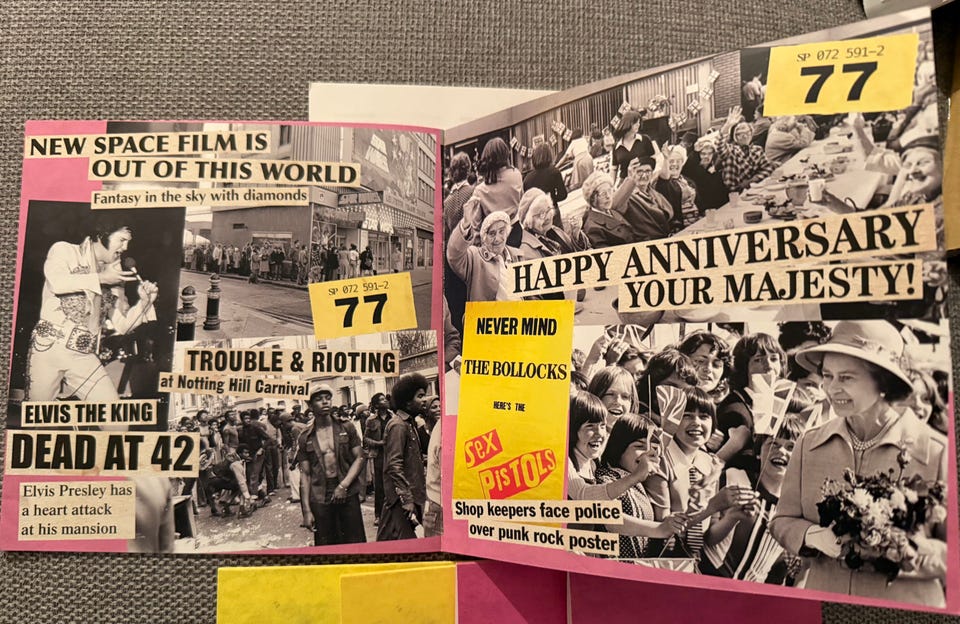 NEW SPACE FILM IS
OUT OF THIS WORLD
Fantasy in the sky with diamonds
SP 072 591-2
77
TROUBLE & RIOTING
at Notting Hill Carnival
ELVIS THE KING
DEAD AT 42
Elvis Presley has
a heart attack
at his mansion
SP 072 591-2
77
HAPPY ANNIVERSARY
YOUR MAJESTY!
NEVER MIND
THE BOLLOCKS
HERE'S THE
Sex
PISTOLS
Shop keepers face police
over punk rock poster